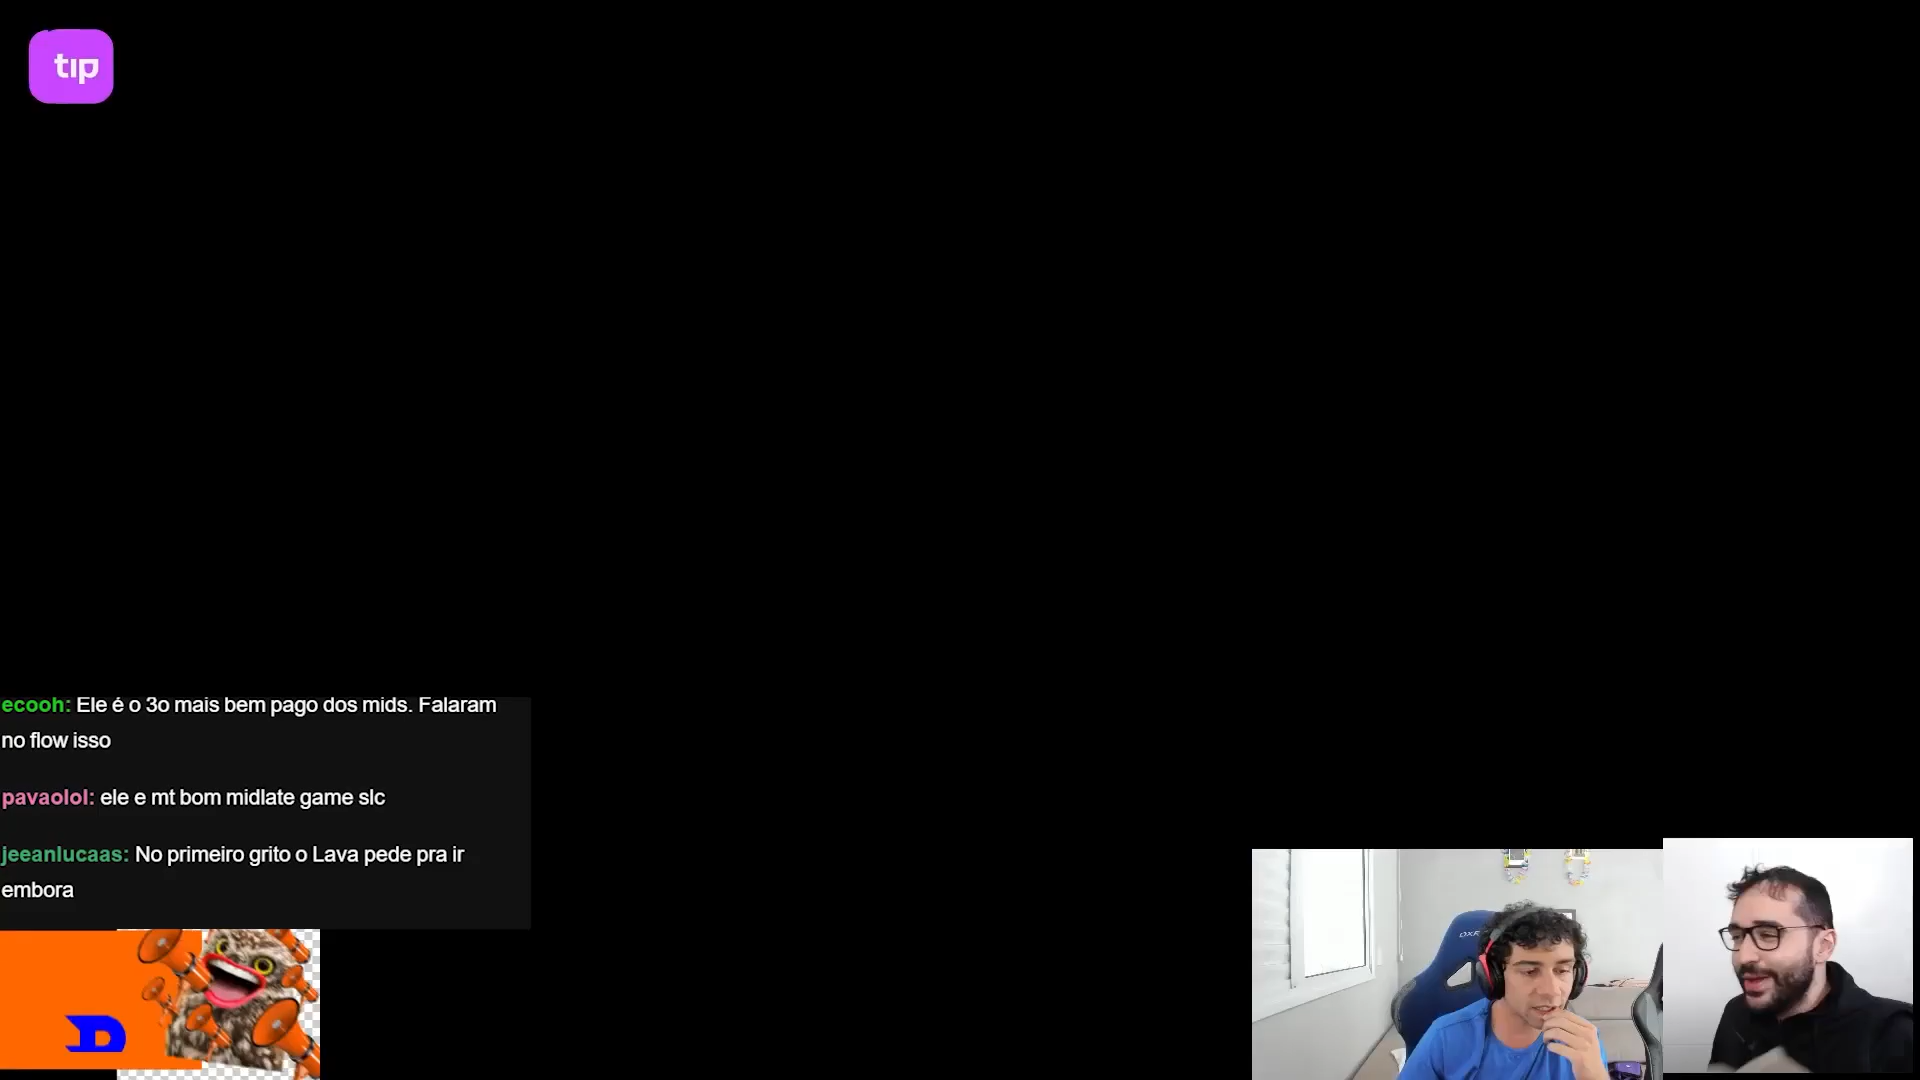 tip
ecooh: Ele é o 3o mais bem pago dos mids. Falaram
no flow isso
pavaolol: ele e mt bom midlate game slc
jeeanlucaas: No primeiro grito o Lava pede pra ir
embora
D